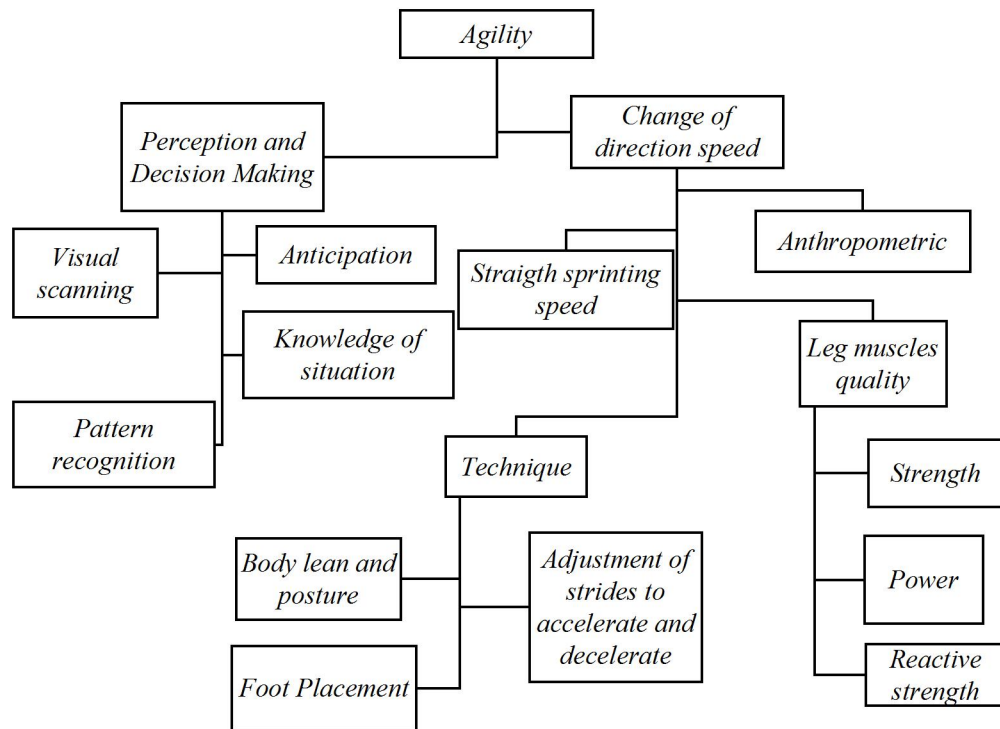 Agility
Perception and
Decision Making
Change of
direction speed
Visual
scanning
Anticipation
Knowledge of
situation
Pattern
recognition
Straigth sprinting
speed
Anthropometric
Leg muscles
quality
Technique
Strength
Power
Reactive
strength
Body lean and
posture
Adjustment of
strides to
accelerate and
decelerate
Foot Placement